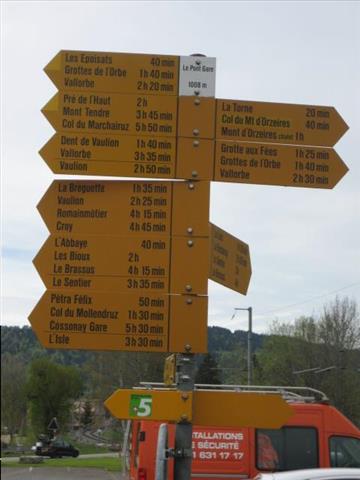 Le Pont Gare
1008 m
Les Epoisats 40 min
Grottes de l'Orbe 1h 40 min
Vallorbe 2h 20 min
Pré de l'Haut 2h
Mont Tendre 3h 45 min
Col du Marchairuz 5h 50 min
Dent de Vaulion 1h 40 min
Vallorbe 3h 35 min
Vaulion 2h 50 min
La Torne 20 min
Col du Mt d'Orzeires 40 min
Mont d'Orzeires chalet 1h
Grotte aux Fées 1h 25 min
Grottes de l'Orbe 1h 40 min
Vallorbe 2h 30 min
La Bréguette 1h 35 min
Vaulion 2h 25 min
Romainmôtier 4h 15 min
Croy 4h 45 min
L'Abbaye 40 min
Les Bioux 2h
Le Brassus 4h 15 min
Le Sentier 3h 35 min
Pétra Félix 50 min
Col du Mollendruz 1h 30 min
Cossonay Gare 5h 30 min
L'Isle 3h 30 min
5
TALLATIONS
E SÉCURITÉ
1 631 17 17